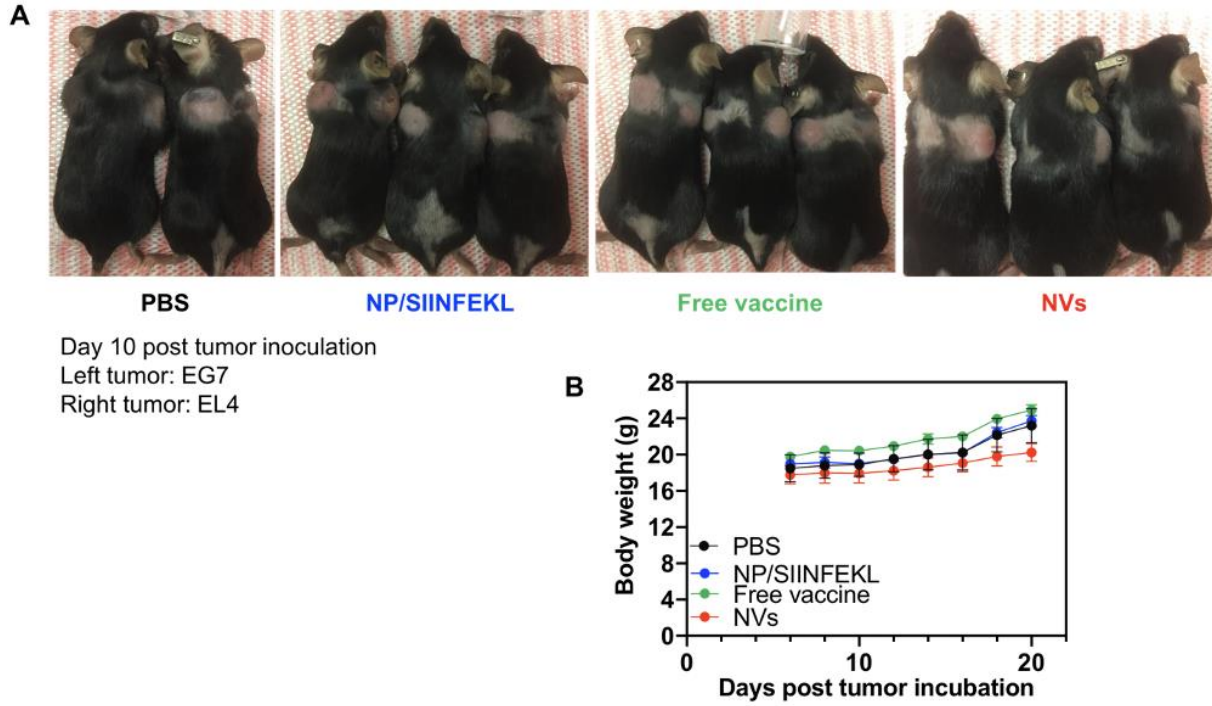 A
PBS
NP/SIINFEKL
Free vaccine
NVs
Day 10 post tumor inoculation
Left tumor: EG7
Right tumor: EL4
B
Body weight (g)
28
24
20
16
12
8
4
0
PBS
NP/SIINFEKL
Free vaccine
NVs
0
10
20
Days post tumor incubation